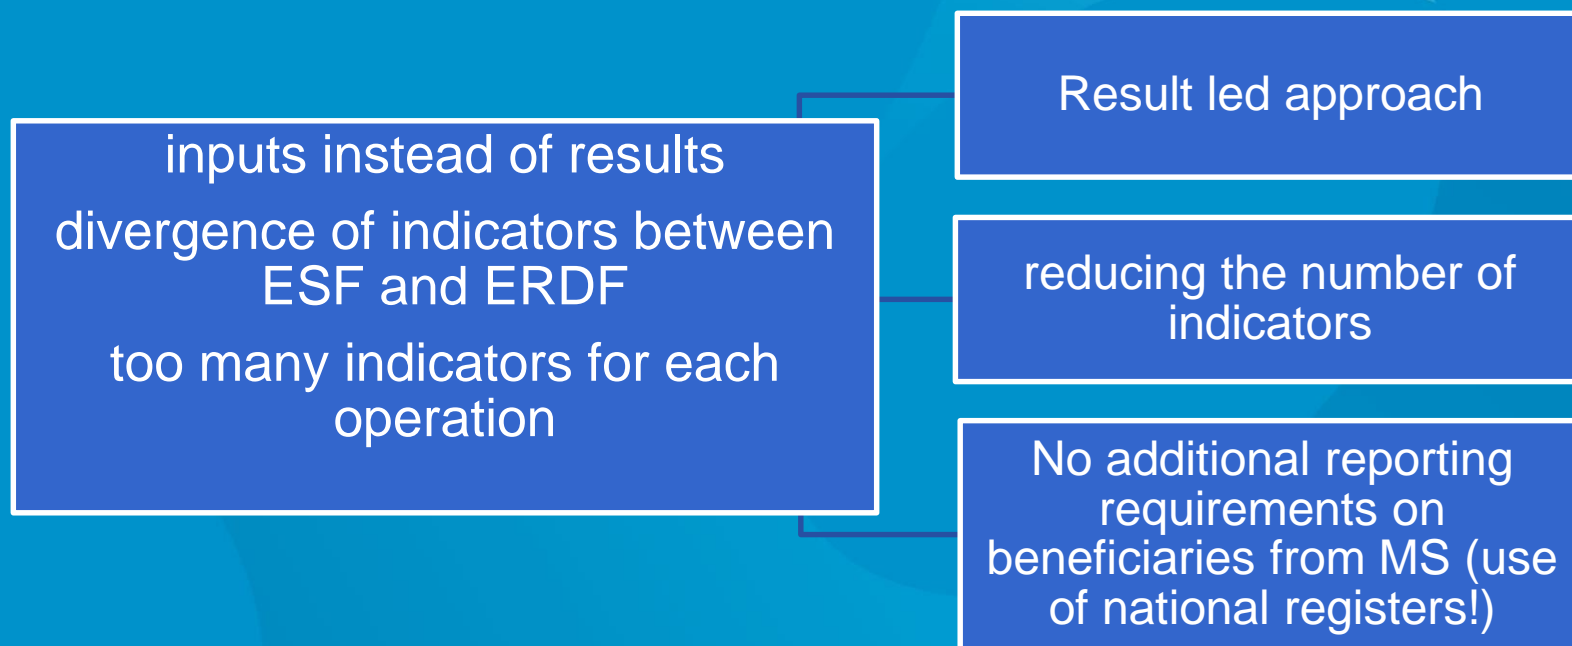 inputs instead of results
divergence of indicators between
ESF and ERDF
too many indicators for each
operation
Result led approach
reducing the number of
indicators
No additional reporting
requirements on
beneficiaries from MS (use
of national registers!)